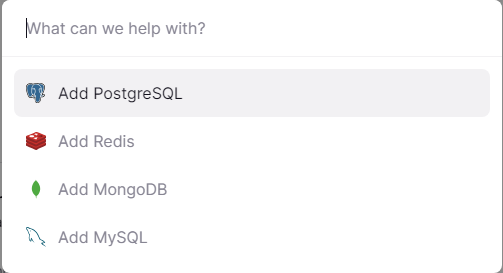 What can we help with?
Add PostgreSQL
Add Redis
Add MongoDB
Add MySQL